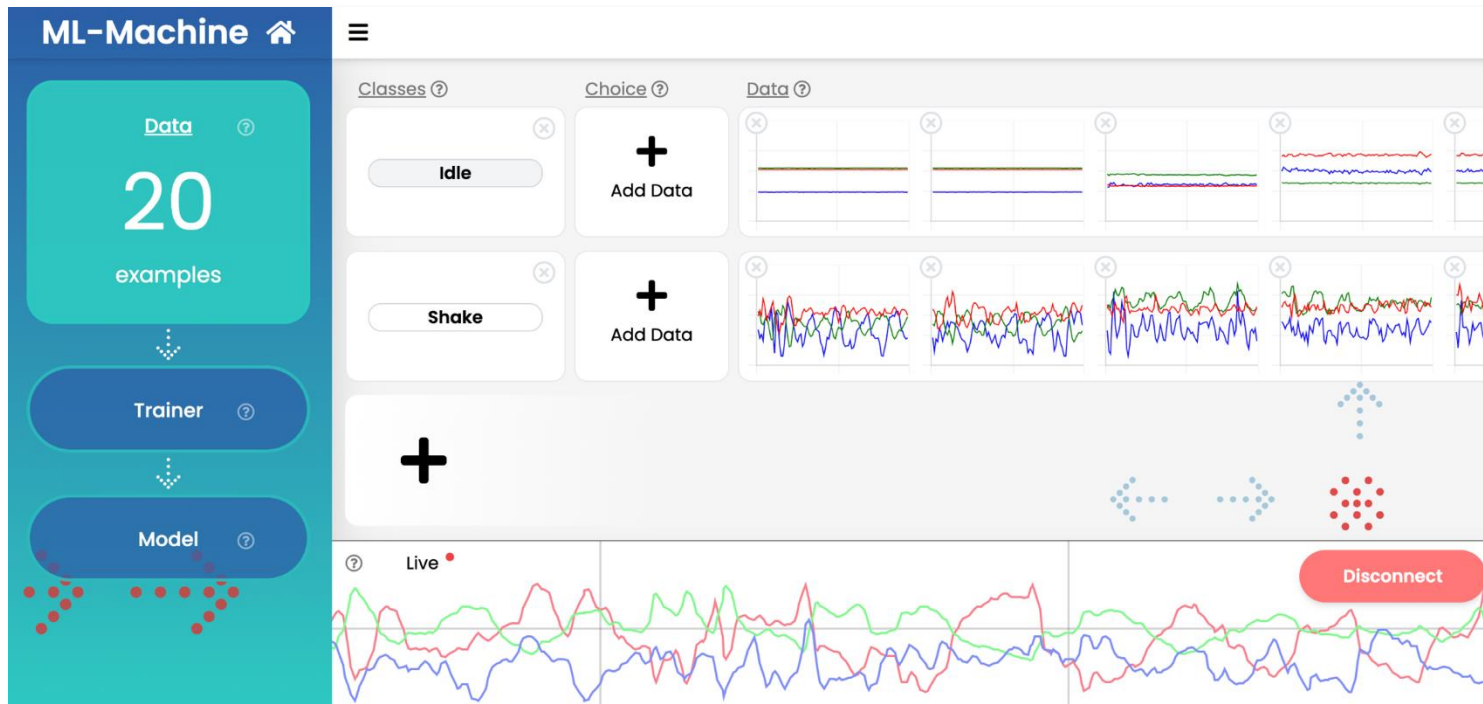 ML-Machine
Data
20
examples
Trainer
Model
Classes
Choice
Data
Idle
Add Data
Shake
Add Data
Live
Disconnect